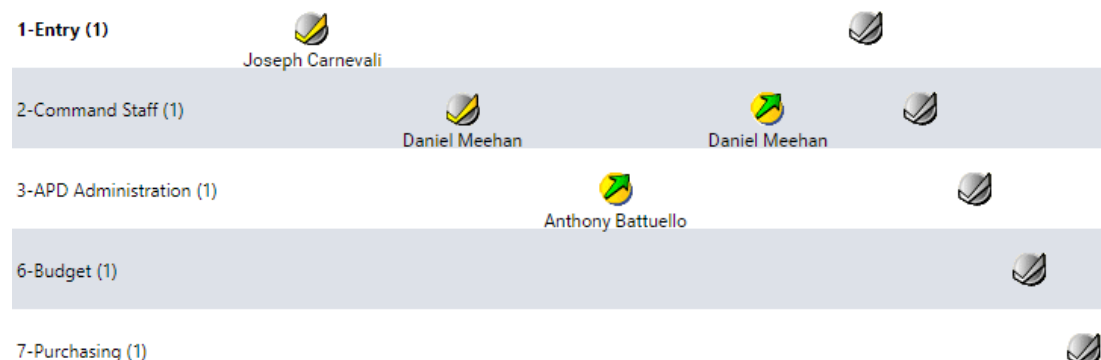 1-Entry (1)
Joseph Carnevali
2-Command Staff (1)
Daniel Meehan
Daniel Meehan
3-APD Administration (1)
Anthony Battuello
6-Budget (1)
7-Purchasing (1)